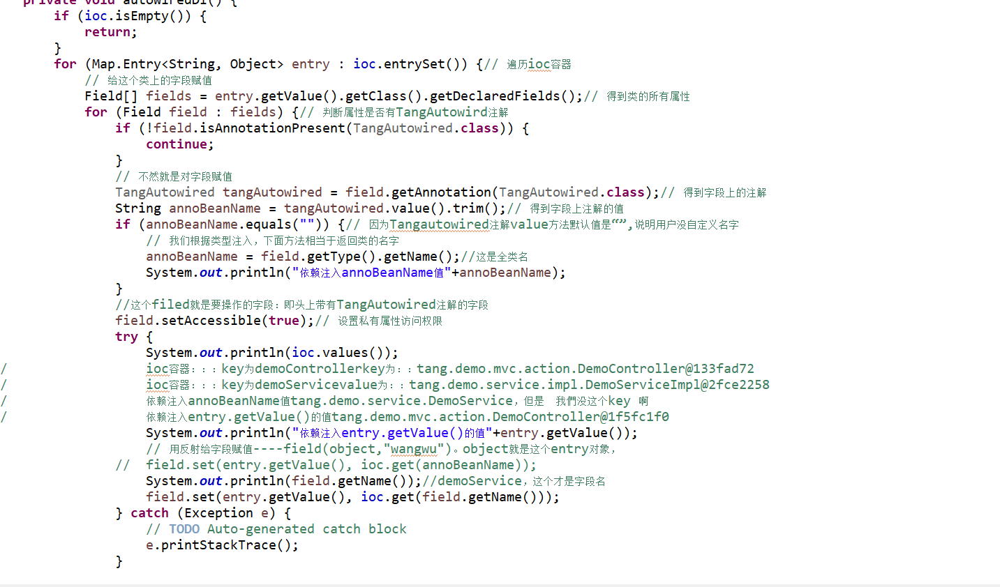 private void autowiredDI() {
if (ioc.isEmpty()) {
return;
}
for (Map.Entry<String, Object> entry : ioc.entrySet()) {// 遍历ioc容器
// 给这个类上的字段赋值
Field[] fields = entry.getValue().getClass().getDeclaredFields();// 得到类的所有属性
for (Field field : fields) {// 判断属性是否有TangAutowird注解
if (!field.isAnnotationPresent(TangAutowired.class)) {
continue;
}
// 不然就是对字段赋值
TangAutowired tangAutowired = field.getAnnotation(TangAutowired.class);// 得到字段上的注解
String annoBeanName = tangAutowired.value().trim();// 得到字段上注解的值
if (annoBeanName.equals("")) {// 因为Tangautowired注解value方法默认值是“”,说明用户没自定义名字
// 我们根据类型注入，下面方法相当于返回类的名字
annoBeanName = field.getType().getName();//这是全类名
System.out.println("依赖注入annoBeanName值"+annoBeanName);
}
//这个filed就是要操作的字段：即头上带有TangAutowired注解的字段
field.setAccessible(true);// 设置私有属性访问权限
try {
System.out.println(ioc.values());
/ ioc容器：：：key为demoControllerkey为：：tang.demo.mvc.action.DemoController@133fad72
/ ioc容器：：：key为demoServicevalue为：：tang.demo.service.impl.DemoServiceImpl@2fce2258
/ 依赖注入annoBeanName值tang.demo.service.DemoService，但是 我們没这个key 啊
/ 依赖注入entry.getValue()的值tang.demo.mvc.action.DemoController@1f5fc1f0
System.out.println("依赖注入entry.getValue()的值"+entry.getValue());
// 用反射给字段赋值----field(object,"wangwu")。object就是这个entry对象，
// field.set(entry.getValue(), ioc.get(annoBeanName));
System.out.println(field.getName());//demoService，这个才是字段名
field.set(entry.getValue(), ioc.get(field.getName()));
} catch (Exception e) {
// TODO Auto-generated catch block
e.printStackTrace();
}